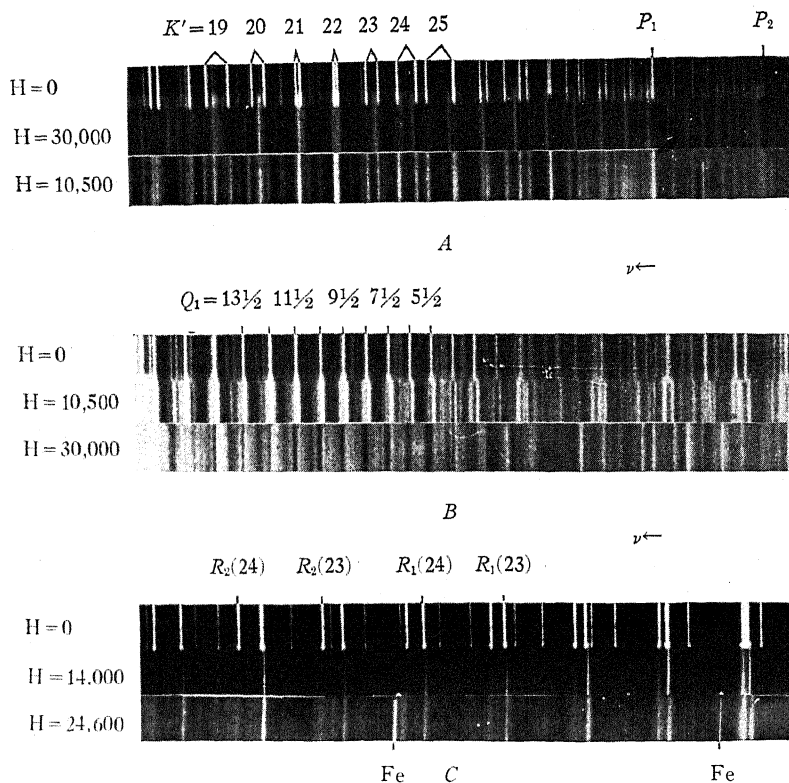 K′ = 19 20 21 22 23 24 25 P₁ P₂
H = 0
H = 30,000
H = 10,500
A
ν←
Q₁ = 13½ 11½ 9½ 7½ 5½
H = 0
H = 10,500
H = 30,000
B
ν←
R₂(24) R₂(23) R₁(24) R₁(23)
H = 0
H = 14.000
H = 24,600
Fe C Fe